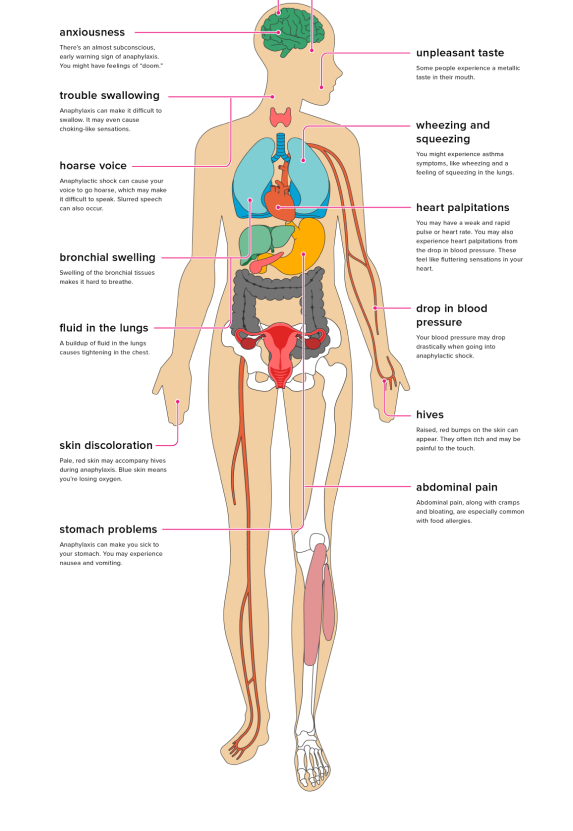 anxiousness
There's an almost subconscious,
early warning sign of anaphylaxis.
You might have feelings of "doom."
unpleasant taste
Some people experience a metallic
taste in their mouth.
trouble swallowing
Anaphylaxis can make it difficult to
swallow. It may even cause
choking-like sensations.
wheezing and
squeezing
You might experience asthma
symptoms, like wheezing and a
feeling of squeezing in the lungs.
hoarse voice
Anaphylactic shock can cause your
voice to go hoarse, which may make
it difficult to speak. Slurred speech
can also occur.
heart palpitations
You may have a weak and rapid
pulse or heart rate. You may also
experience heart palpitations from
the drop in blood pressure. These
feel like fluttering sensations in your
heart.
bronchial swelling
Swelling of the bronchial tissues
makes it hard to breathe.
drop in blood
pressure
Your blood pressure may drop
drastically when going into
anaphylactic shock.
fluid in the lungs
A buildup of fluid in the lungs
causes tightening in the chest.
hives
Raised, red bumps on the skin can
appear. They often itch and may be
painful to the touch.
skin discoloration
Pale, red skin may accompany hives
during anaphylaxis. Blue skin means
you're losing oxygen.
abdominal pain
Abdominal pain, along with cramps
and bloating, are especially common
with food allergies.
stomach problems
Anaphylaxis can make you sick to
your stomach. You may experience
nausea and vomiting.